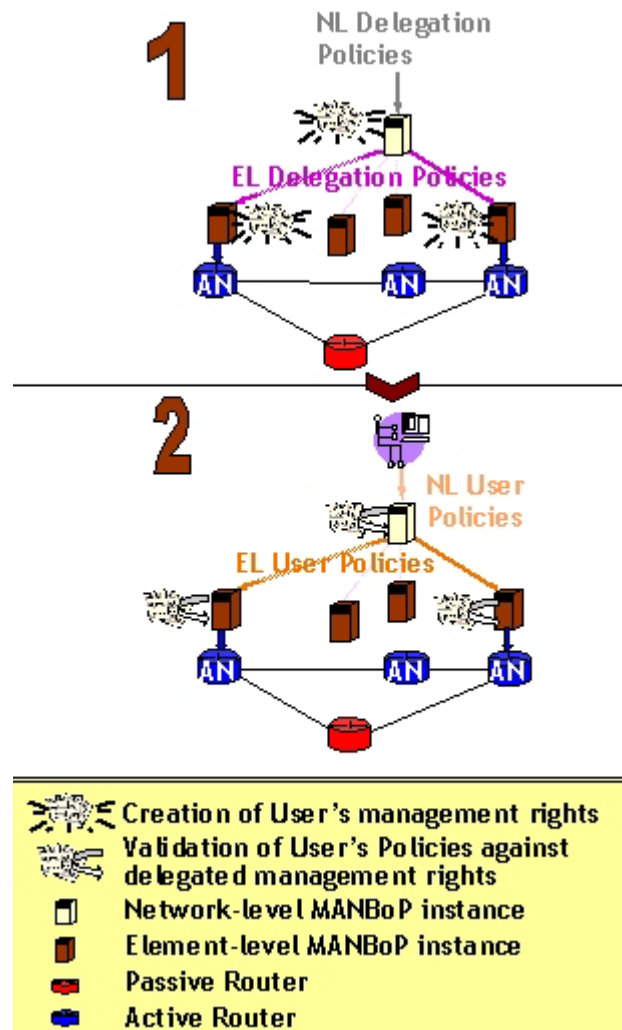 1
NL Delegation
Policies
EL Delegation Policies
AN
AN
AN
2
NL User
Policies
EL User Policies
AN
AN
AN
Creation of User's management rights
Validation of User's Policies against
delegated management rights
Network-level MANBoP instance
Element-level MANBoP instance
Passive Router
Active Router